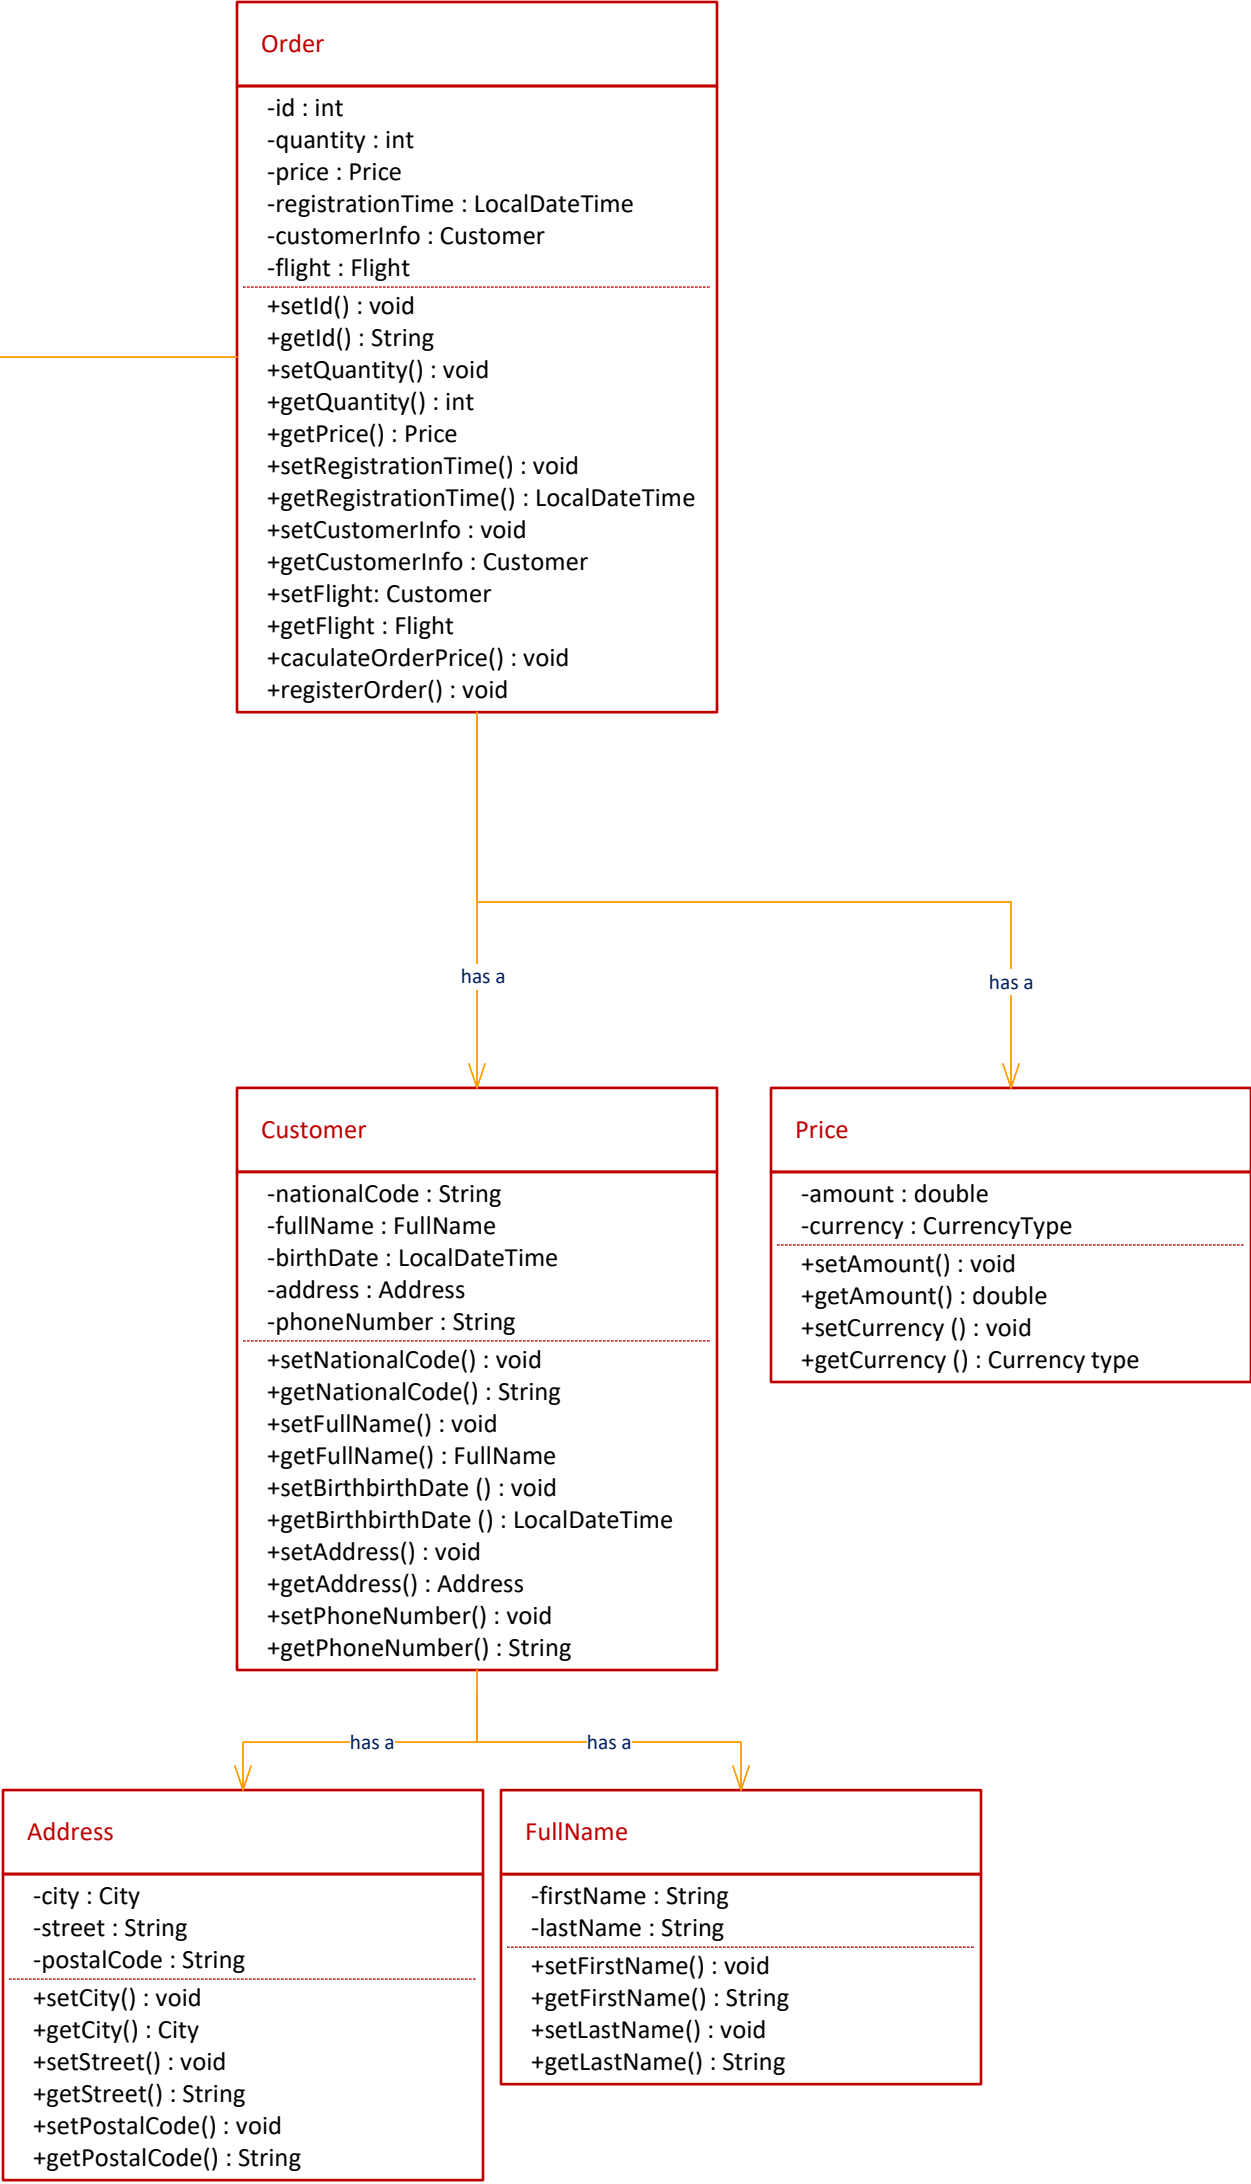 Order
-id : int
-quantity : int
-price : Price
-registrationTime : LocalDateTime
-customerInfo : Customer
-flight : Flight
+setId() : void
+getId() : String
+setQuantity() : void
+getQuantity() : int
+getPrice() : Price
+setRegistrationTime() : void
+getRegistrationTime() : LocalDateTime
+setCustomerInfo : void
+getCustomerInfo : Customer
+setFlight: Customer
+getFlight : Flight
+caculateOrderPrice() : void
+registerOrder() : void
has a
has a
Customer
-nationalCode : String
-fullName : FullName
-birthDate : LocalDateTime
-address : Address
-phoneNumber : String
+setNationalCode() : void
+getNationalCode() : String
+setFullName() : void
+getFullName() : FullName
+setBirthbirthDate () : void
+getBirthbirthDate () : LocalDateTime
+setAddress() : void
+getAddress() : Address
+setPhoneNumber() : void
+getPhoneNumber() : String
Price
-amount : double
-currency : CurrencyType
+setAmount() : void
+getAmount() : double
+setCurrency () : void
+getCurrency () : Currency type
has a
has a
Address
-city : City
-street : String
-postalCode : String
+setCity() : void
+getCity() : City
+setStreet() : void
+getStreet() : String
+setPostalCode() : void
+getPostalCode() : String
FullName
-firstName : String
-lastName : String
+setFirstName() : void
+getFirstName() : String
+setLastName() : void
+getLastName() : String